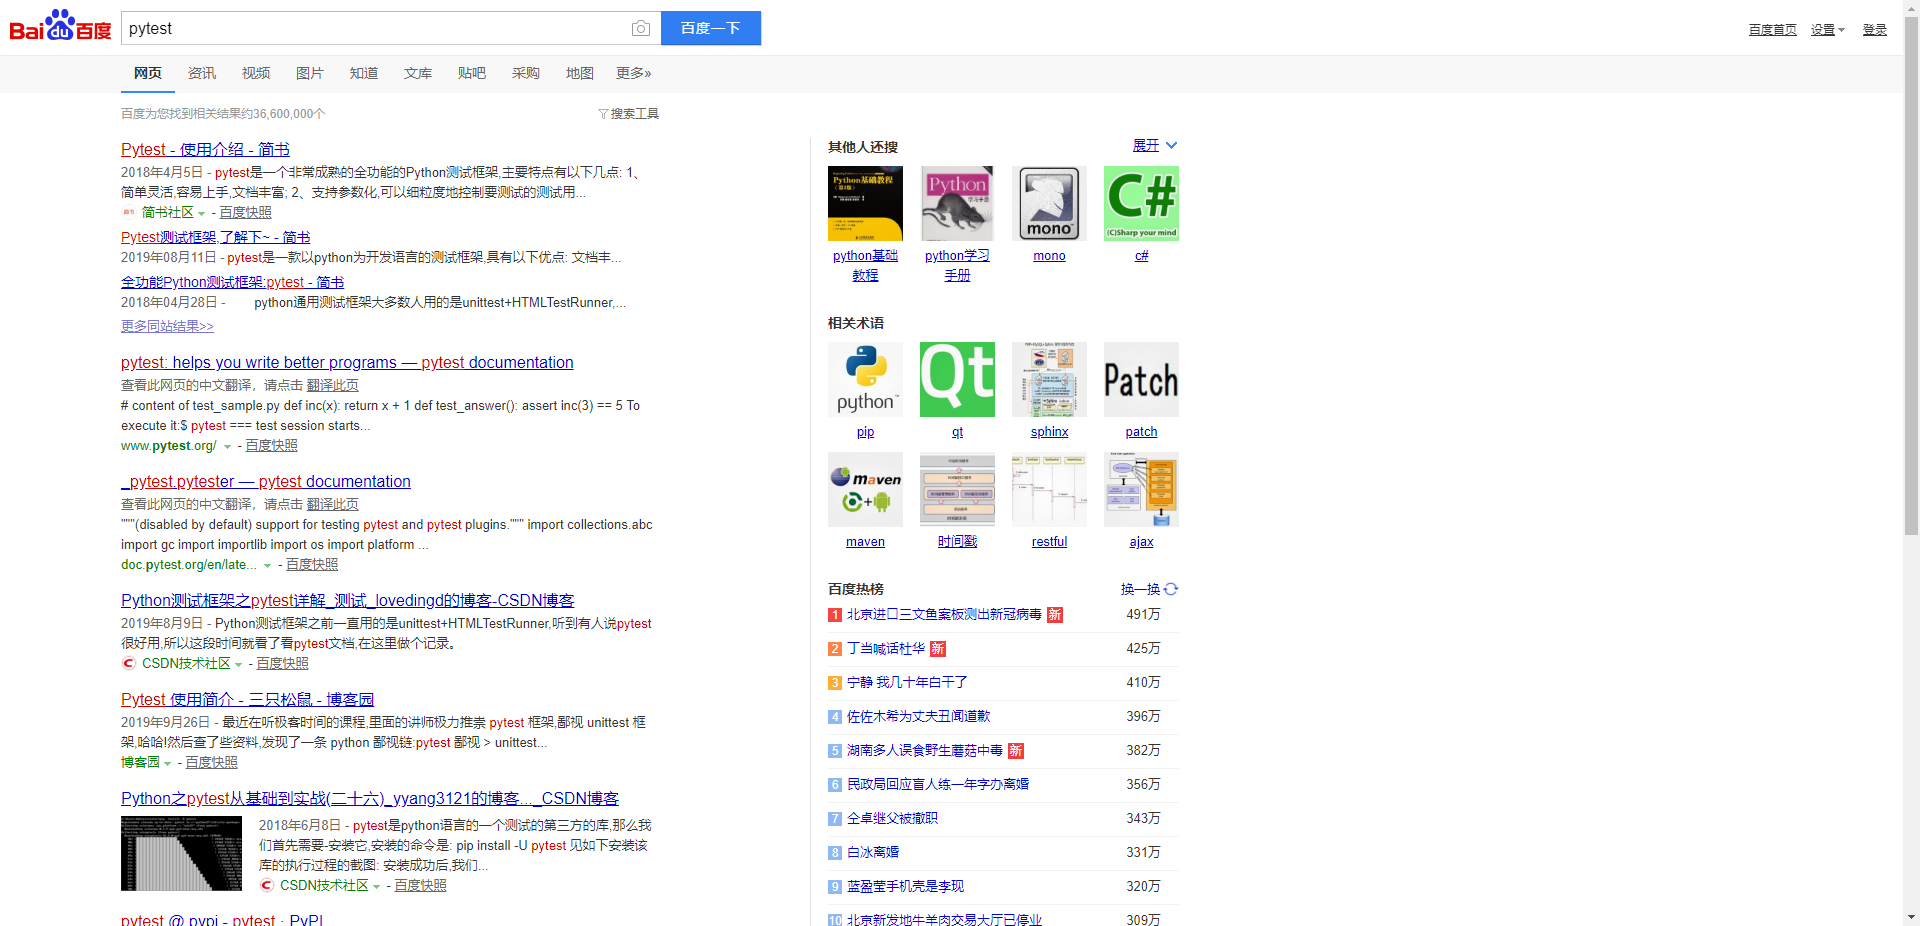 Bai du 百度
pytest
百度一下
百度首页 设置 登录
网页 资讯 视频 图片 知道 文库 贴吧 采购 地图 更多»
百度为您找到相关结果约36,600,000个
搜索工具
Pytest - 使用介绍 - 简书
2018年4月5日 - pytest是一个非常成熟的全功能的Python测试框架,主要特点有以下几点: 1、
简单灵活,容易上手,文档丰富; 2、支持参数化,可以细粒度地控制要测试的测试用...
简书社区 - 百度快照
Pytest测试框架,了解下~ - 简书
2019年08月11日 - pytest是一款以python为开发语言的测试框架,具有以下优点: 文档丰...
全功能Python测试框架:pytest - 简书
2018年04月28日 - python通用测试框架大多数人用的是unittest+HTMLTestRunner,...
更多同站结果>>
pytest: helps you write better programs — pytest documentation
查看此网页的中文翻译，请点击 翻译此页
# content of test_sample.py def inc(x): return x + 1 def test_answer(): assert inc(3) == 5 To
execute it:$ pytest === test session starts...
www.pytest.org/ - 百度快照
_pytest.pytester — pytest documentation
查看此网页的中文翻译，请点击 翻译此页
"""(disabled by default) support for testing pytest and pytest plugins.""" import collections.abc
import gc import importlib import os import platform ...
doc.pytest.org/en/late... - 百度快照
Python测试框架之pytest详解_测试_lovedingd的博客-CSDN博客
2019年8月9日 - Python测试框架之前一直用的是unittest+HTMLTestRunner,听到有人说pytest
很好用,所以这段时间就看了看pytest文档,在这里做个记录。
CSDN技术社区 - 百度快照
Pytest 使用简介 - 三只松鼠 - 博客园
2019年9月26日 - 最近在听极客时间的课程,里面的讲师极力推崇 pytest 框架,鄙视 unittest 框
架,哈哈!然后查了些资料,发现了一条 python 鄙视链:pytest 鄙视 > unittest...
博客园 - 百度快照
Python之pytest从基础到实战(二十六)_yyang3121的博客..._CSDN博客
2018年6月8日 - pytest是python语言的一个测试的第三方的库,那么我
们首先需要-安装它,安装的命令是: pip install -U pytest 见如下安装该
库的执行过程的截图: 安装成功后,我们...
CSDN技术社区 - 百度快照
pytest @ pypi - pytest · PyPI
其他人还搜
展开
Python基础教程
Python
学习手册
mono
C#
(C)Sharp your mind
python基础
教程
python学习
手册
mono
c#
相关术语
python
Qt
Patch
pip
qt
sphinx
patch
maven
maven
时间戳
restful
ajax
百度热榜
换一换
1 北京进口三文鱼案板测出新冠病毒 新 491万
2 丁当喊话杜华 新 425万
3 宁静 我几十年白干了 410万
4 佐佐木希为丈夫丑闻道歉 396万
5 湖南多人误食野生蘑菇中毒 新 382万
6 民政局回应盲人练一年字办离婚 356万
7 仝卓继父被撤职 343万
8 白冰离婚 331万
9 蓝盈莹手机壳是李现 320万
10 北京新发地牛羊肉交易大厅已停业 309万